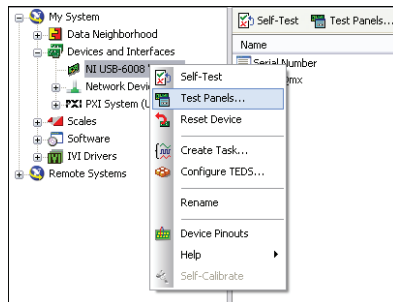 My System
Data Neighborhood
Devices and Interfaces
NI USB-6008
Network Devi
PXI PXI System (U
Scales
Software
IVI Drivers
Remote Systems
Self-Test
Test Panels...
Name
Serial Number
mx
Self-Test
Test Panels...
Reset Device
Create Task...
Configure TEDS...
Rename
Device Pinouts
Help
Self-Calibrate